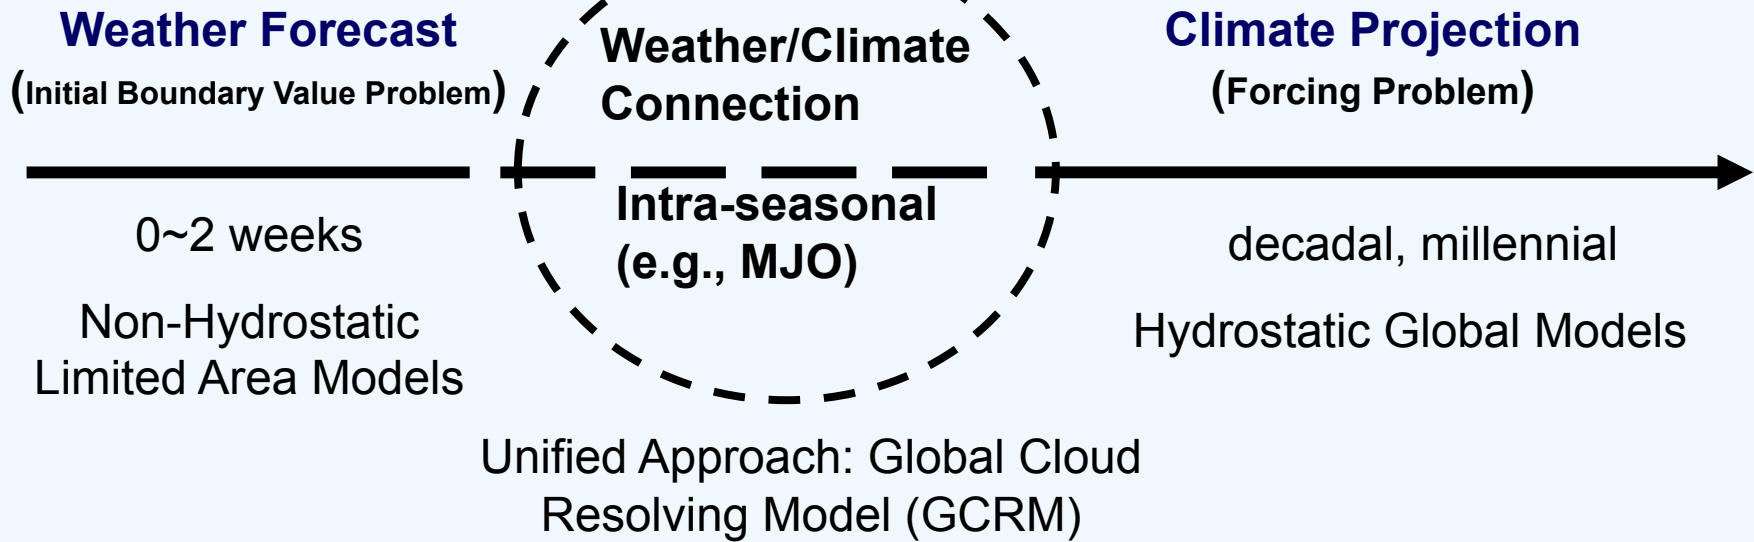 Weather Forecast
(Initial Boundary Value Problem)
Weather/Climate
Connection
Climate Projection
(Forcing Problem)
Intra-seasonal
(e.g., MJO)
0~2 weeks
decadal, millennial
Non-Hydrostatic
Limited Area Models
Hydrostatic Global Models
Unified Approach: Global Cloud
Resolving Model (GCRM)